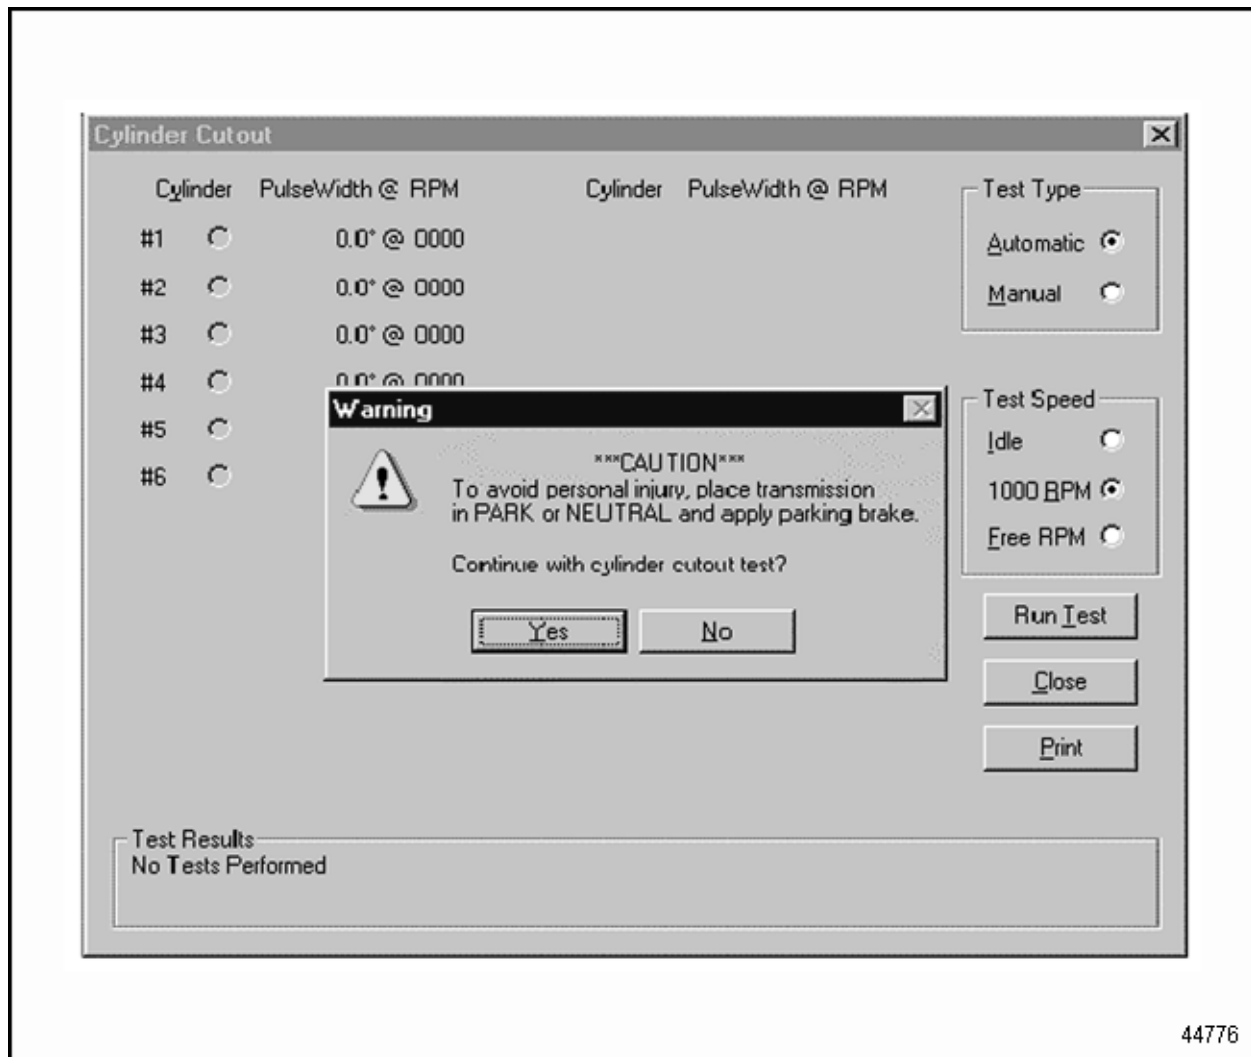 Cylinder Cutout
Cylinder PulseWidth @ RPM Cylinder PulseWidth @ RPM
#1 0.0° @ 0000
#2 0.0° @ 0000
#3 0.0° @ 0000
#4 0.0° @ 0000
#5
#6
Test Type
Automatic
Manual
Test Speed
Idle
1000 RPM
Free RPM
Warning
***CAUTION***
To avoid personal injury, place transmission
in PARK or NEUTRAL and apply parking brake.
Continue with cylinder cutout test?
Yes No
Run Test
Close
Print
Test Results
No Tests Performed
44776